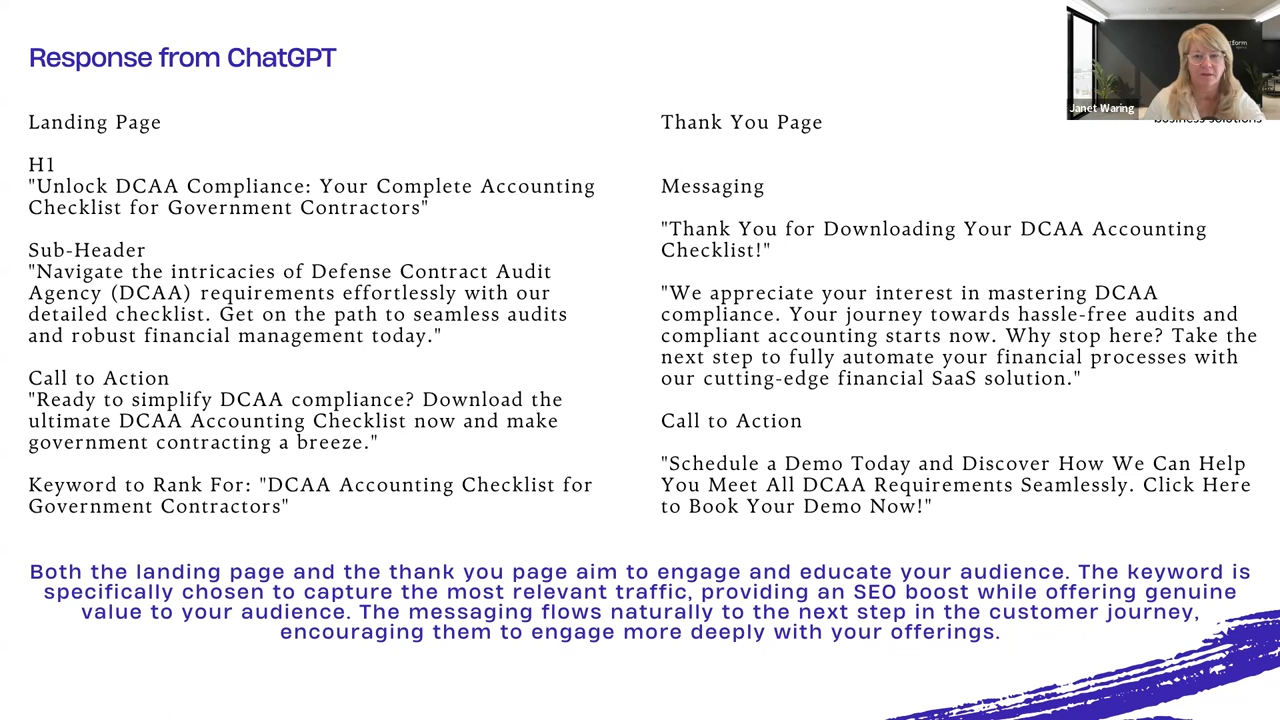 Response from ChatGPT
Janet Waring
Landing Page
H1
"Unlock DCAA Compliance: Your Complete Accounting
Checklist for Government Contractors"
Sub-Header
"Navigate the intricacies of Defense Contract Audit
Agency (DCAA) requirements effortlessly with our
detailed checklist. Get on the path to seamless audits
and robust financial management today."
Call to Action
"Ready to simplify DCAA compliance? Download the
ultimate DCAA Accounting Checklist now and make
government contracting a breeze."
Keyword to Rank For: "DCAA Accounting Checklist for
Government Contractors"
Thank You Page
Messaging
"Thank You for Downloading Your DCAA Accounting
Checklist!"
"We appreciate your interest in mastering DCAA
compliance. Your journey towards hassle-free audits and
compliant accounting starts now. Why stop here? Take the
next step to fully automate your financial processes with
our cutting-edge financial SaaS solution."
Call to Action
"Schedule a Demo Today and Discover How We Can Help
You Meet All DCAA Requirements Seamlessly. Click Here
to Book Your Demo Now!"
Both the landing page and the thank you page aim to engage and educate your audience. The keyword is
specifically chosen to capture the most relevant traffic, providing an SEO boost while offering genuine
value to your audience. The messaging flows naturally to the next step in the customer journey,
encouraging them to engage more deeply with your offerings.